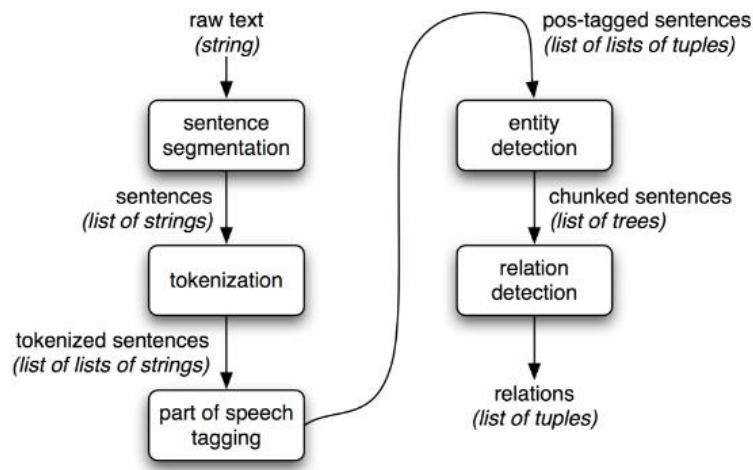 raw text
(string)
sentence
segmentation
sentences
(list of strings)
tokenization
tokenized sentences
(list of lists of strings)
part of speech
tagging
pos-tagged sentences
(list of lists of tuples)
entity
detection
chunked sentences
(list of trees)
relation
detection
relations
(list of tuples)